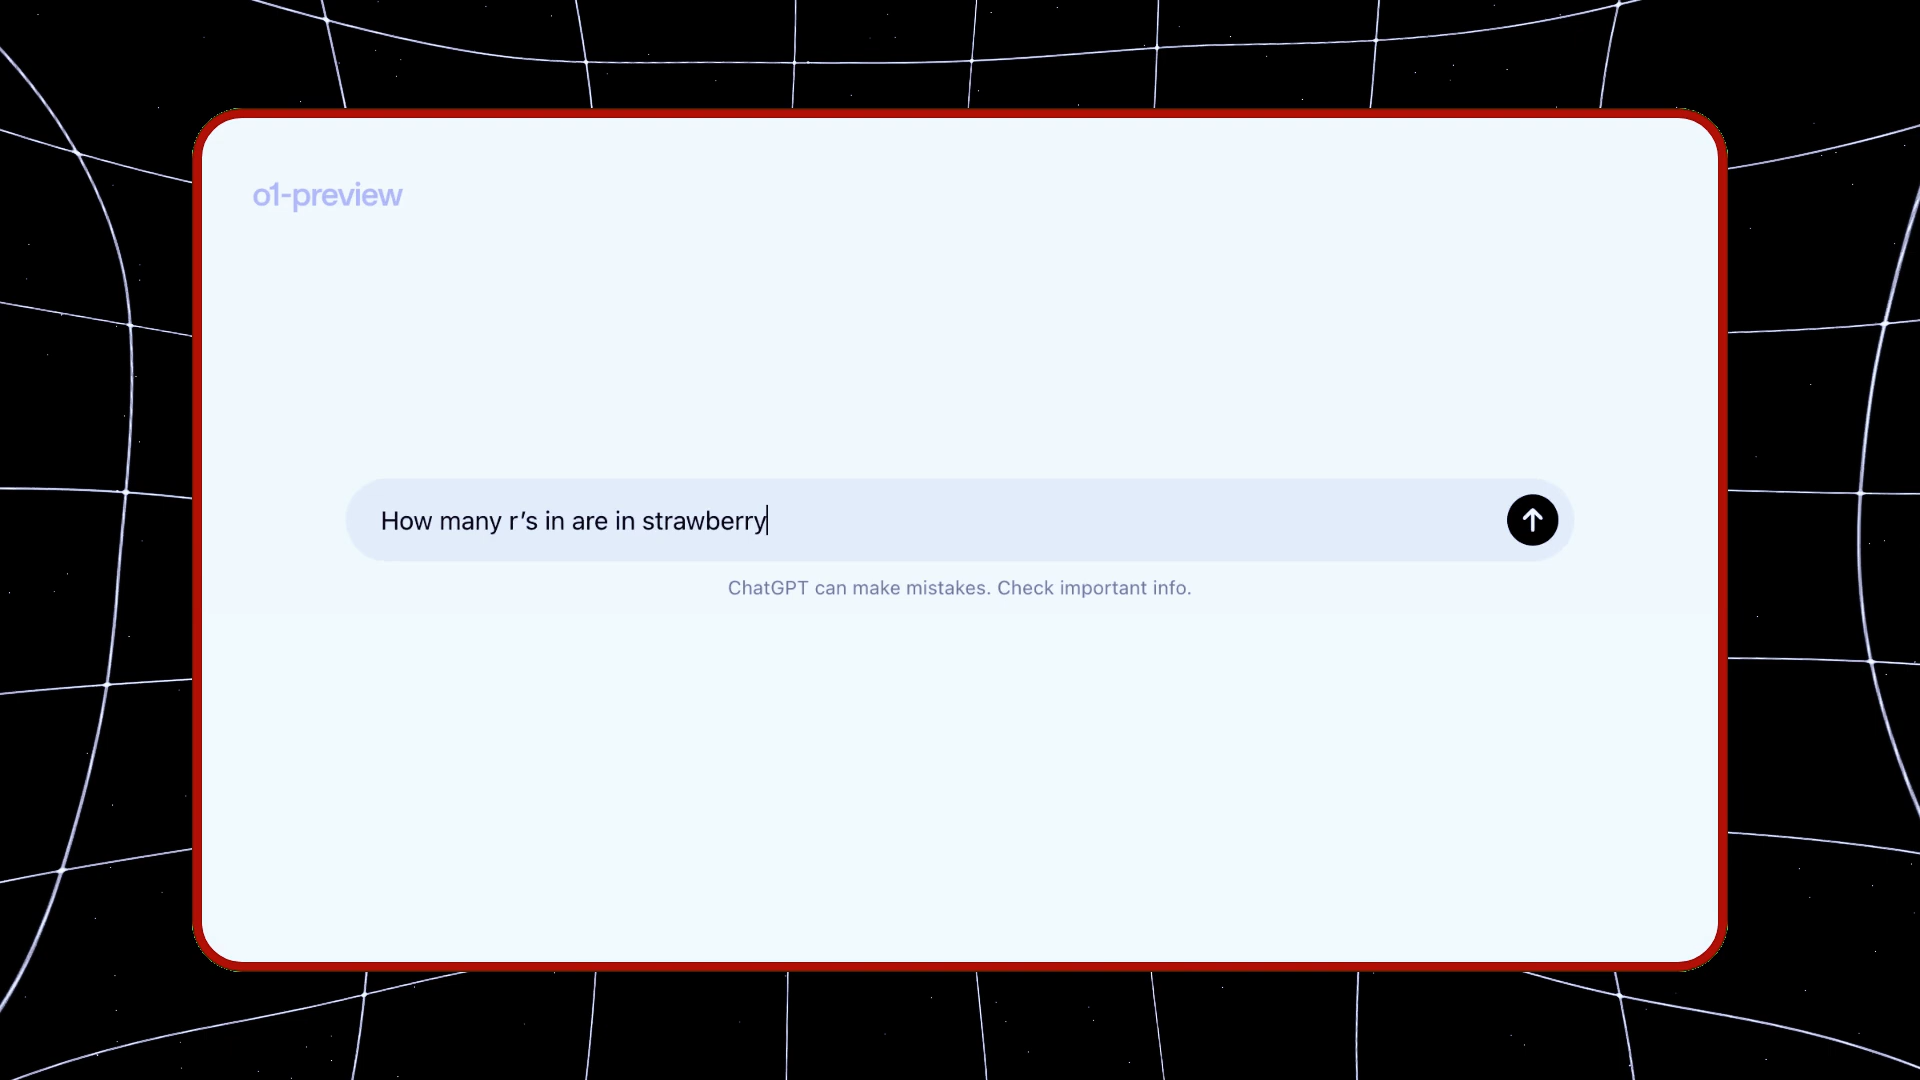 o1-preview
How many r’s in are in strawberry
ChatGPT can make mistakes. Check important info.